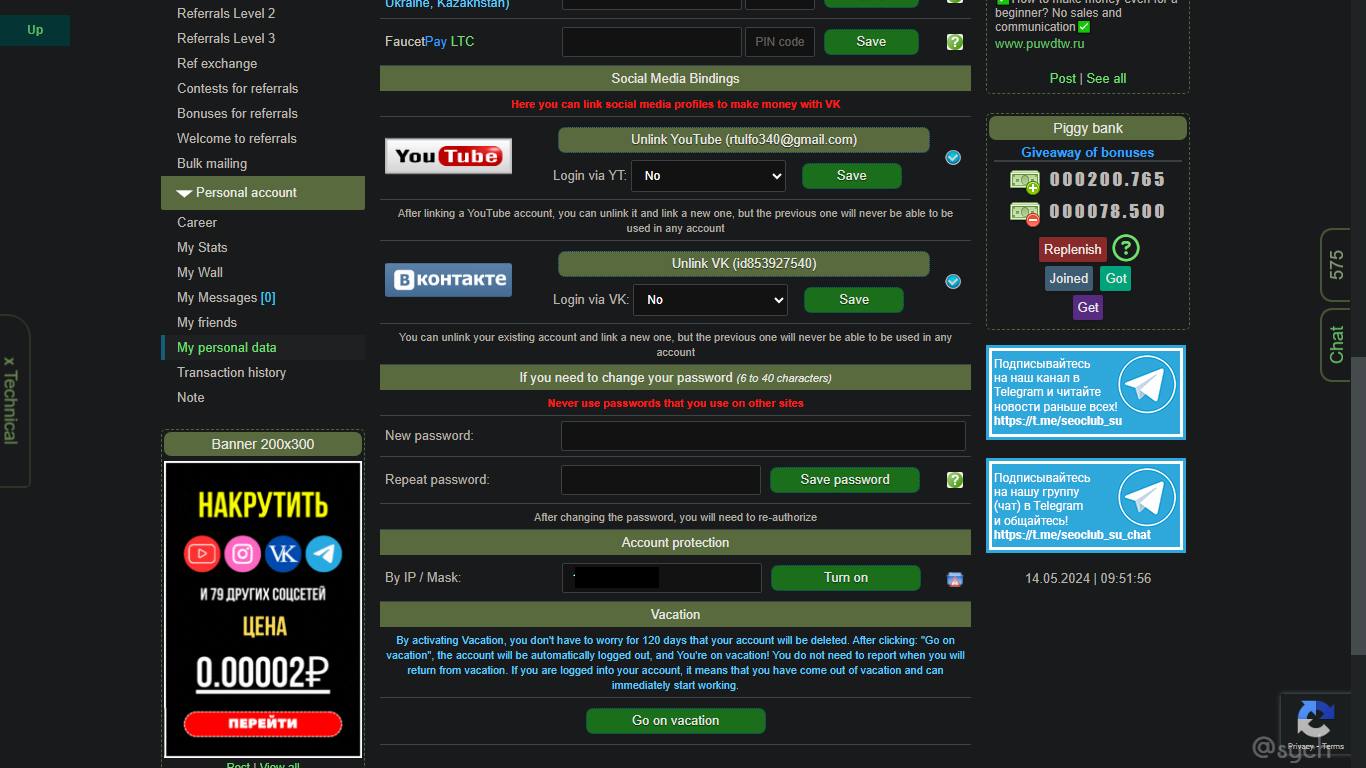 Up
Referrals Level 2
Referrals Level 3
Ref exchange
Contests for referrals
Bonuses for referrals
Welcome to referrals
Bulk mailing
Personal account
Career
My Stats
My Wall
My Messages [0]
My friends
My personal data
Transaction history
Note
x Technical
Banner 200x300
НАКРУТИТЬ
VK
И 79 ДРУГИХ СОЦСЕТЕЙ
ЦЕНА
0.00002₽
ПЕРЕЙТИ
Post | View all
Ukraine, Kazakhstan)
FaucetPay LTC
PIN code
Save
Social Media Bindings
Here you can link social media profiles to make money with VK
YouTube
Unlink YouTube (rtulfo340@gmail.com)
Login via YT:
No
Save
After linking a YouTube account, you can unlink it and link a new one, but the previous one will never be able to be
used in any account
В КОНТАКТЕ
Unlink VK (id853927540)
Login via VK:
No
Save
You can unlink your existing account and link a new one, but the previous one will never be able to be used in any
account
If you need to change your password (6 to 40 characters)
Never use passwords that you use on other sites
New password:
Repeat password:
Save password
After changing the password, you will need to re-authorize
Account protection
By IP / Mask:
Turn on
Vacation
By activating Vacation, you don't have to worry for 120 days that your account will be deleted. After clicking: "Go on
vacation", the account will be automatically logged out, and You're on vacation! You do not need to report when you will
return from vacation. If you are logged into your account, it means that you have come out of vacation and can
immediately start working.
Go on vacation
✅ How to make money even for a
beginner? No sales and
communication ✅
www.puwdtw.ru
Post | See all
Piggy bank
Giveaway of bonuses
000200.765
000078.500
Replenish ?
Joined Got
Get
Подписывайтесь
на наш канал в
Telegram и читайте
новости раньше всех!
https://t.me/seoclub_su
Подписывайтесь
на нашу группу
(чат) в Telegram
и общайтесь!
https://t.me/seoclub_su_chat
14.05.2024 | 09:51:56
575
Chat
Privacy - Terms